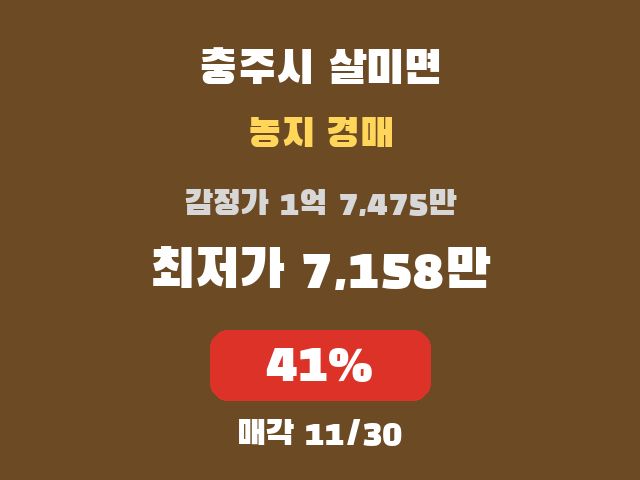 충주시 살미면
농지 경매
감정가 1억 7,475만
최저가 7,158만
41%
매각 11/30